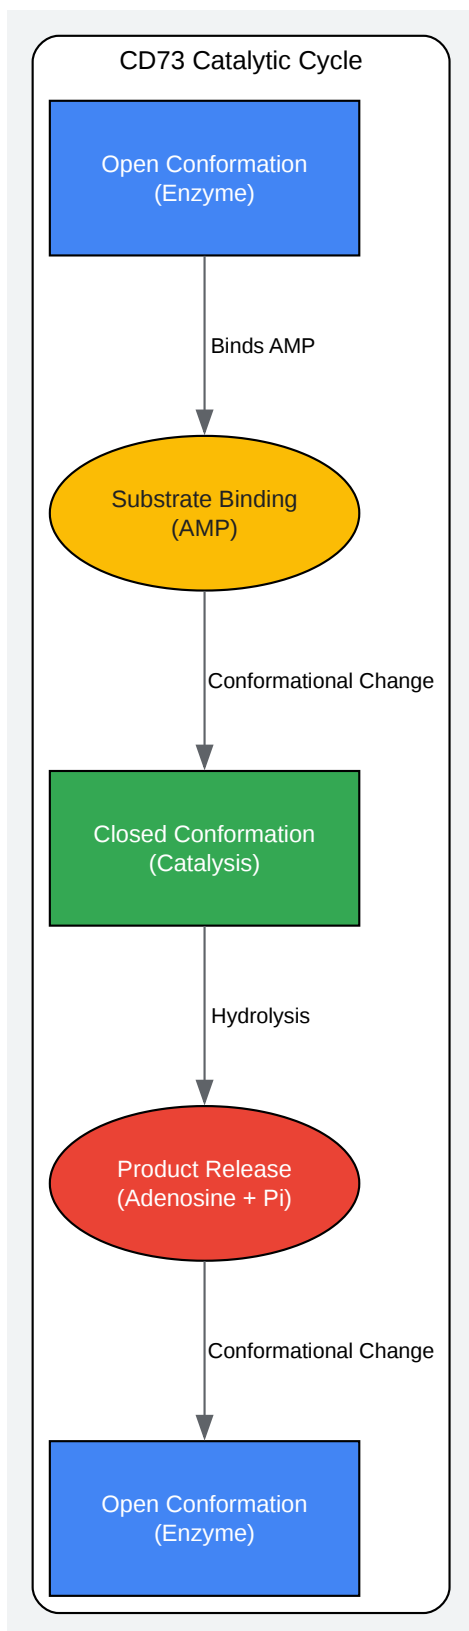 CD73 Catalytic Cycle
Open Conformation
(Enzyme)
Binds AMP
Substrate Binding
(AMP)
Conformational Change
Closed Conformation
(Catalysis)
Hydrolysis
Product Release
(Adenosine + Pi)
Conformational Change
Open Conformation
(Enzyme)